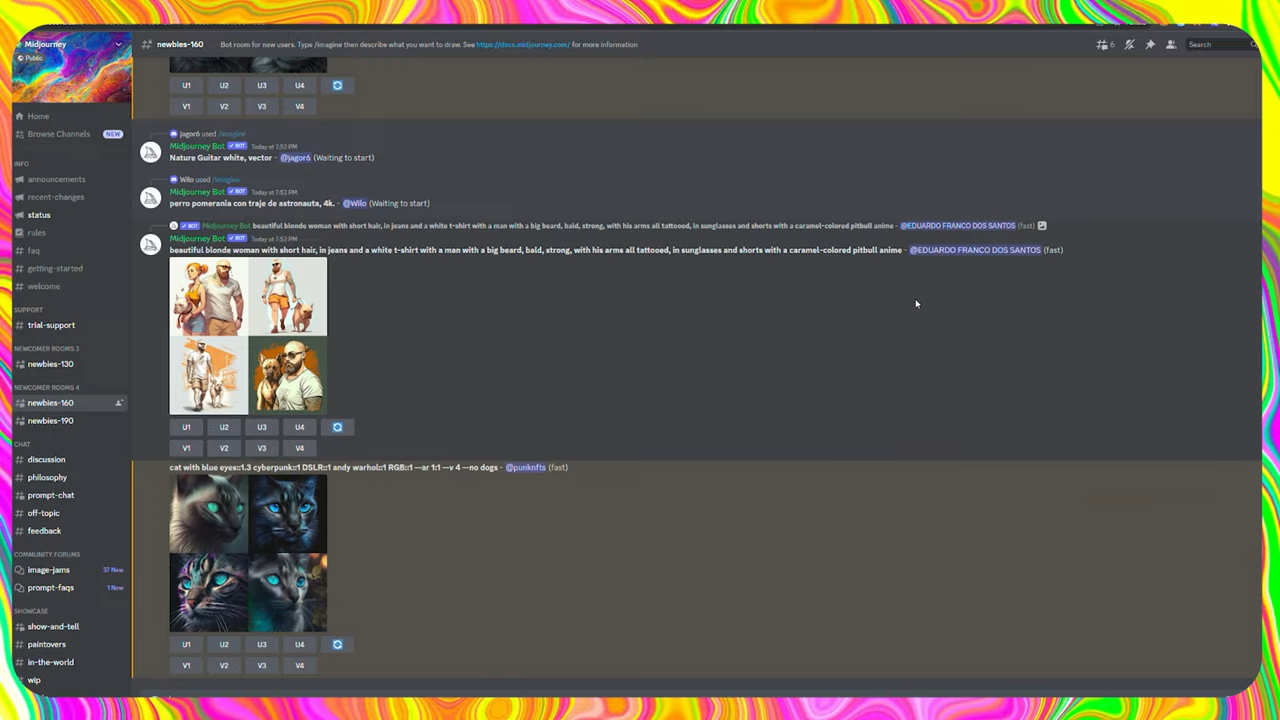 Midjourney
Public
newbies-160 Bot room for new users. Type /imagine then describe what you want to draw. See https://docs.midjourney.com/ for more information
6
Search
Home
Browse Channels NEW
INFO
announcements
recent-changes
status
rules
faq
getting-started
welcome
SUPPORT
trial-support
NEWCOMER ROOMS 3
newbies-130
NEWCOMER ROOMS 4
newbies-160
newbies-190
CHAT
discussion
philosophy
prompt-chat
off-topic
feedback
COMMUNITY FORUMS
image-jams 37 New
prompt-faqs 1 New
SHOWCASE
show-and-tell
paintovers
in-the-world
wip
U1 U2 U3 U4
V1 V2 V3 V4
jagor6 used /imagine
Midjourney Bot ✓ BOT Today at 7:53 PM
Nature Guitar white, vector - @jagor6 (Waiting to start)
Wilo used /imagine
Midjourney Bot ✓ BOT Today at 7:53 PM
perro pomerania con traje de astronauta, 4k. - @Wilo (Waiting to start)
✓ BOT Midjourney Bot beautiful blonde woman with short hair, in jeans and a white t-shirt with a man with a big beard, bald, strong, with his arms all tattooed, in sunglasses and shorts with a caramel-colored pitbull anime - @EDUARDO FRANCO DOS SANTOS (fast)
Midjourney Bot ✓ BOT Today at 7:53 PM
beautiful blonde woman with short hair, in jeans and a white t-shirt with a man with a big beard, bald, strong, with his arms all tattooed, in sunglasses and shorts with a caramel-colored pitbull anime - @EDUARDO FRANCO DOS SANTOS (fast)
U1 U2 U3 U4
V1 V2 V3 V4
cat with blue eyes::1.3 cyberpunk::1 DSLR::1 andy warhol::1 RGB::1 --ar 1:1 --v 4 --no dogs - @punknfts (fast)
U1 U2 U3 U4
V1 V2 V3 V4